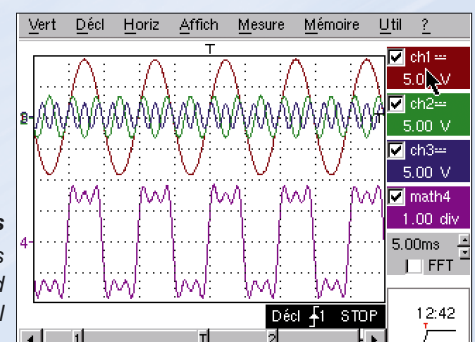 Vert Décl Horiz Affich Mesure Mémoire Util ?
T
ch1
5.0 V
ch2
5.00 V
ch3
5.00 V
math4
1.00 div
4
5.00ms
FFT
s
s
d
l
Décl 1 STOP
12:42
T
1 T 2